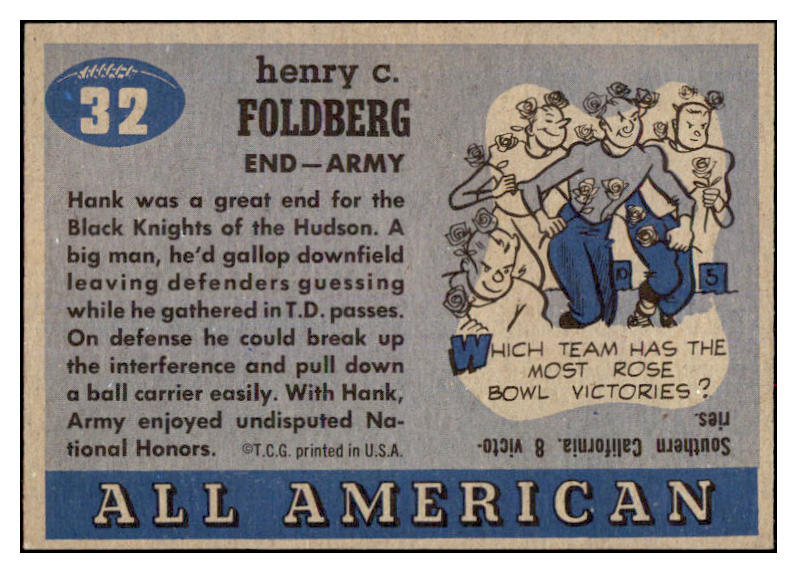 32
henry c.
FOLDBERG
END—ARMY
Hank was a great end for the
Black Knights of the Hudson. A
big man, he'd gallop downfield
leaving defenders guessing
while he gathered in T.D. passes.
On defense he could break up
the interference and pull down
a ball carrier easily. With Hank,
Army enjoyed undisputed Na-
tional Honors. ©T.C.G. printed in U.S.A.
5
WHICH TEAM HAS THE
MOST ROSE
BOWL VICTORIES?
Southern California. 8 victo-
ries.
ALL AMERICAN